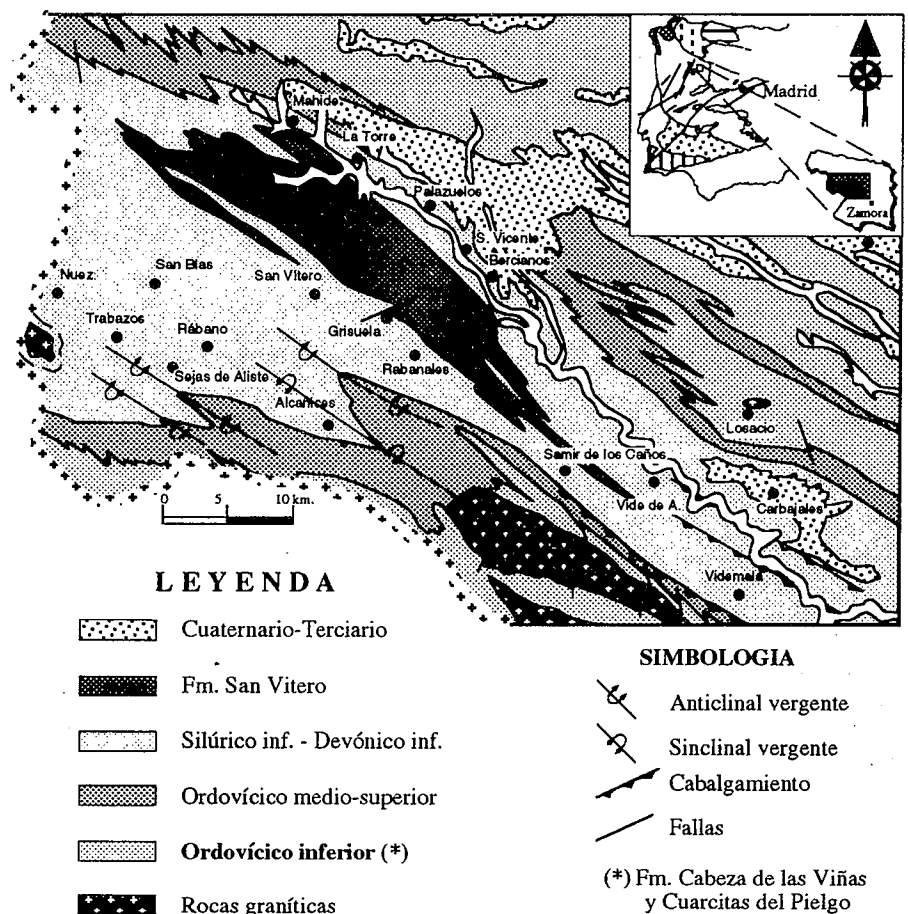 Madrid
Zamora
Mahide
La Torre
Palazuelos
S. Vicente
Bercianos
Nuez
San Blas
San Vitero
Trabazos
Rábano
Grisuela
Sejas de Aliste
Rabanales
Alcañices
Losacio
Samir de los Caños
Vide de A.
Carbajales
Videmala
0 5 10 km.
LEYENDA
Cuaternario-Terciario
Fm. San Vitero
Silúrico inf. - Devónico inf.
Ordovícico medio-superior
Ordovícico inferior (*)
Rocas graníticas
SIMBOLOGIA
Anticlinal vergente
Sinclinal vergente
Cabalgamiento
Fallas
(*) Fm. Cabeza de las Viñas
y Cuarcitas del Pielgo